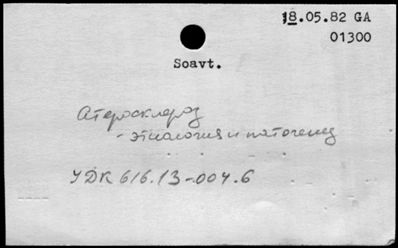 18.05.82 GA
01300
Soavt.
Атеросклероз
- этиология и патогенез
УДК 616.13-004.6